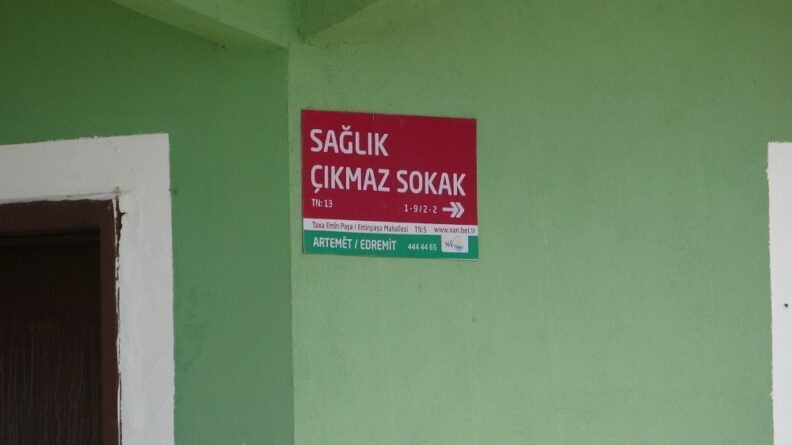 SAĞLIK
ÇIKMAZ SOKAK
TN: 13 1-9/2-2
Taxa Emîn Paşa / Eminpaşa Mahallesi TN:5 www.van.bel.tr
ARTEMÊT / EDREMİT 444 44 65